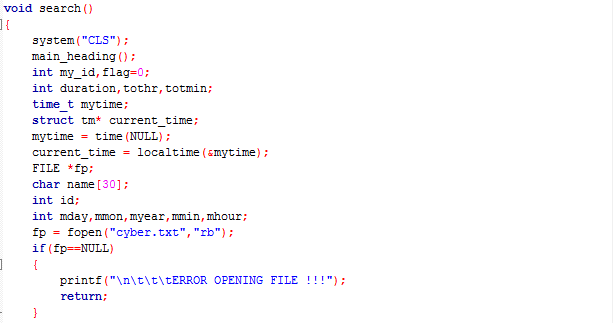 void search()
{
system("CLS");
main_heading();
int my_id,flag=0;
int duration,tothr,totmin;
time_t mytime;
struct tm* current_time;
mytime = time(NULL);
current_time = localtime(&mytime);
FILE *fp;
char name[30];
int id;
int mday,mmon,myear,mmin,mhour;
fp = fopen("cyber.txt","rb");
if(fp==NULL)
{
printf("\n\t\t\tERROR OPENING FILE !!!");
return;
}